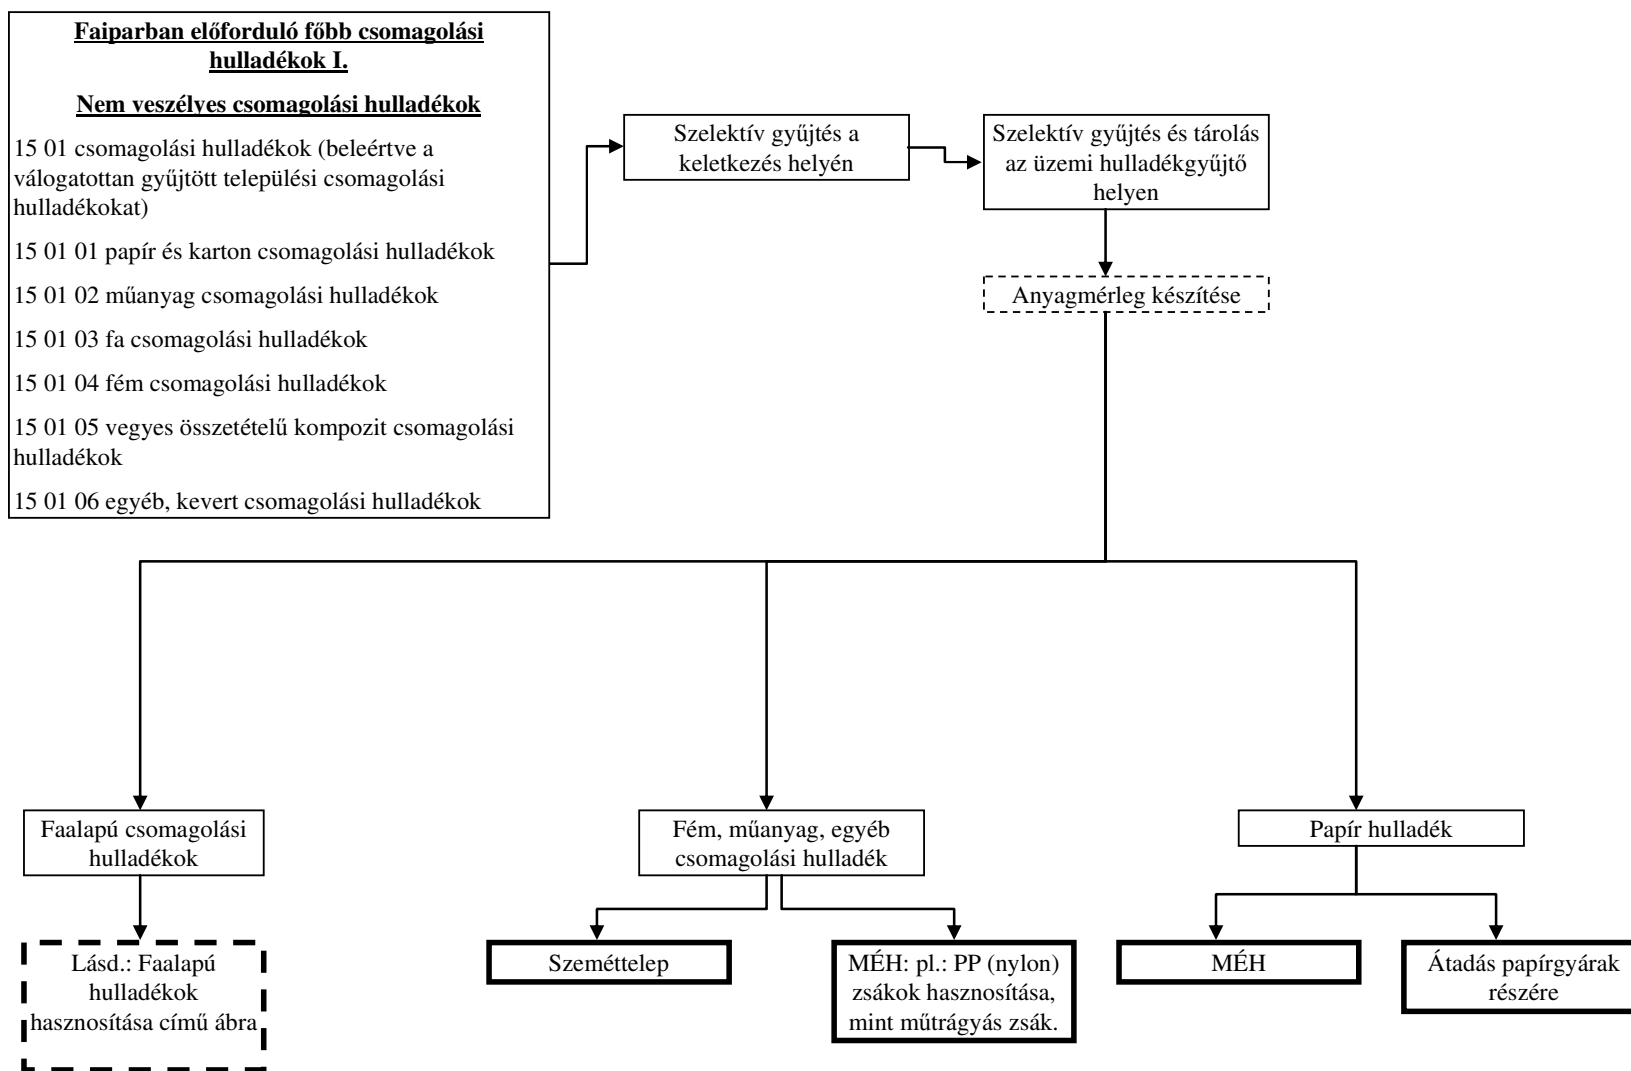 Faiparban előforduló főbb csomagolási
hulladékok I.
Nem veszélyes csomagolási hulladékok
15 01 csomagolási hulladékok (beleértve a
válogatottan gyűjtött települési csomagolási
hulladékokat)
15 01 01 papír és karton csomagolási hulladékok
15 01 02 műanyag csomagolási hulladékok
15 01 03 fa csomagolási hulladékok
15 01 04 fém csomagolási hulladékok
15 01 05 vegyes összetételű kompozit csomagolási
hulladékok
15 01 06 egyéb, kevert csomagolási hulladékok
Szelektív gyűjtés a
keletkezés helyén
Szelektív gyűjtés és tárolás
az üzemi hulladékgyűjtő
helyen
Anyagmérleg készítése
Faalapú csomagolási
hulladékok
Fém, műanyag, egyéb
csomagolási hulladék
Papír hulladék
Lásd.: Faalapú
hulladékok
hasznosítása című ábra
Szeméttelep
MÉH: pl.: PP (nylon)
zsákok hasznosítása,
mint műtrágyás zsák.
MÉH
Átadás papírgyárak
részére